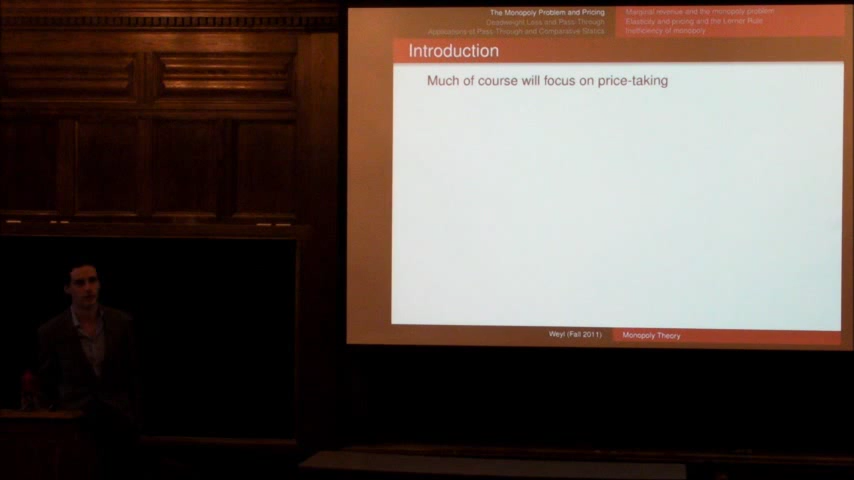 The Monopoly Problem and Pricing
Deadweight Loss and Pass-Through
Applications of Pass-Through and Comparative Statics
Marginal revenue and the monopoly problem
Elasticity and pricing and the Lerner Rule
Inefficiency of monopoly
Introduction
Much of course will focus on price-taking
Weyl (Fall 2011)
Monopoly Theory